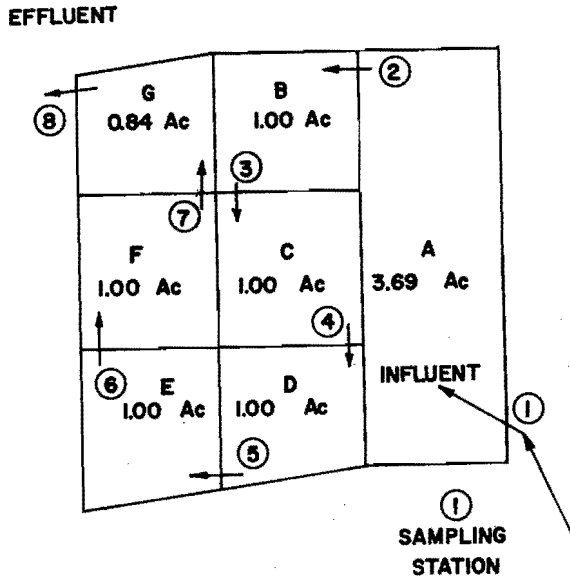 EFFLUENT
②
G
B
⑧
0.84 Ac
1.00 Ac
③
⑦
F
C
A
1.00 Ac
1.00 Ac
3.69 Ac
④
INFLUENT
⑥
E
D
1.00 Ac
1.00 Ac
①
⑤
①
SAMPLING
STATION